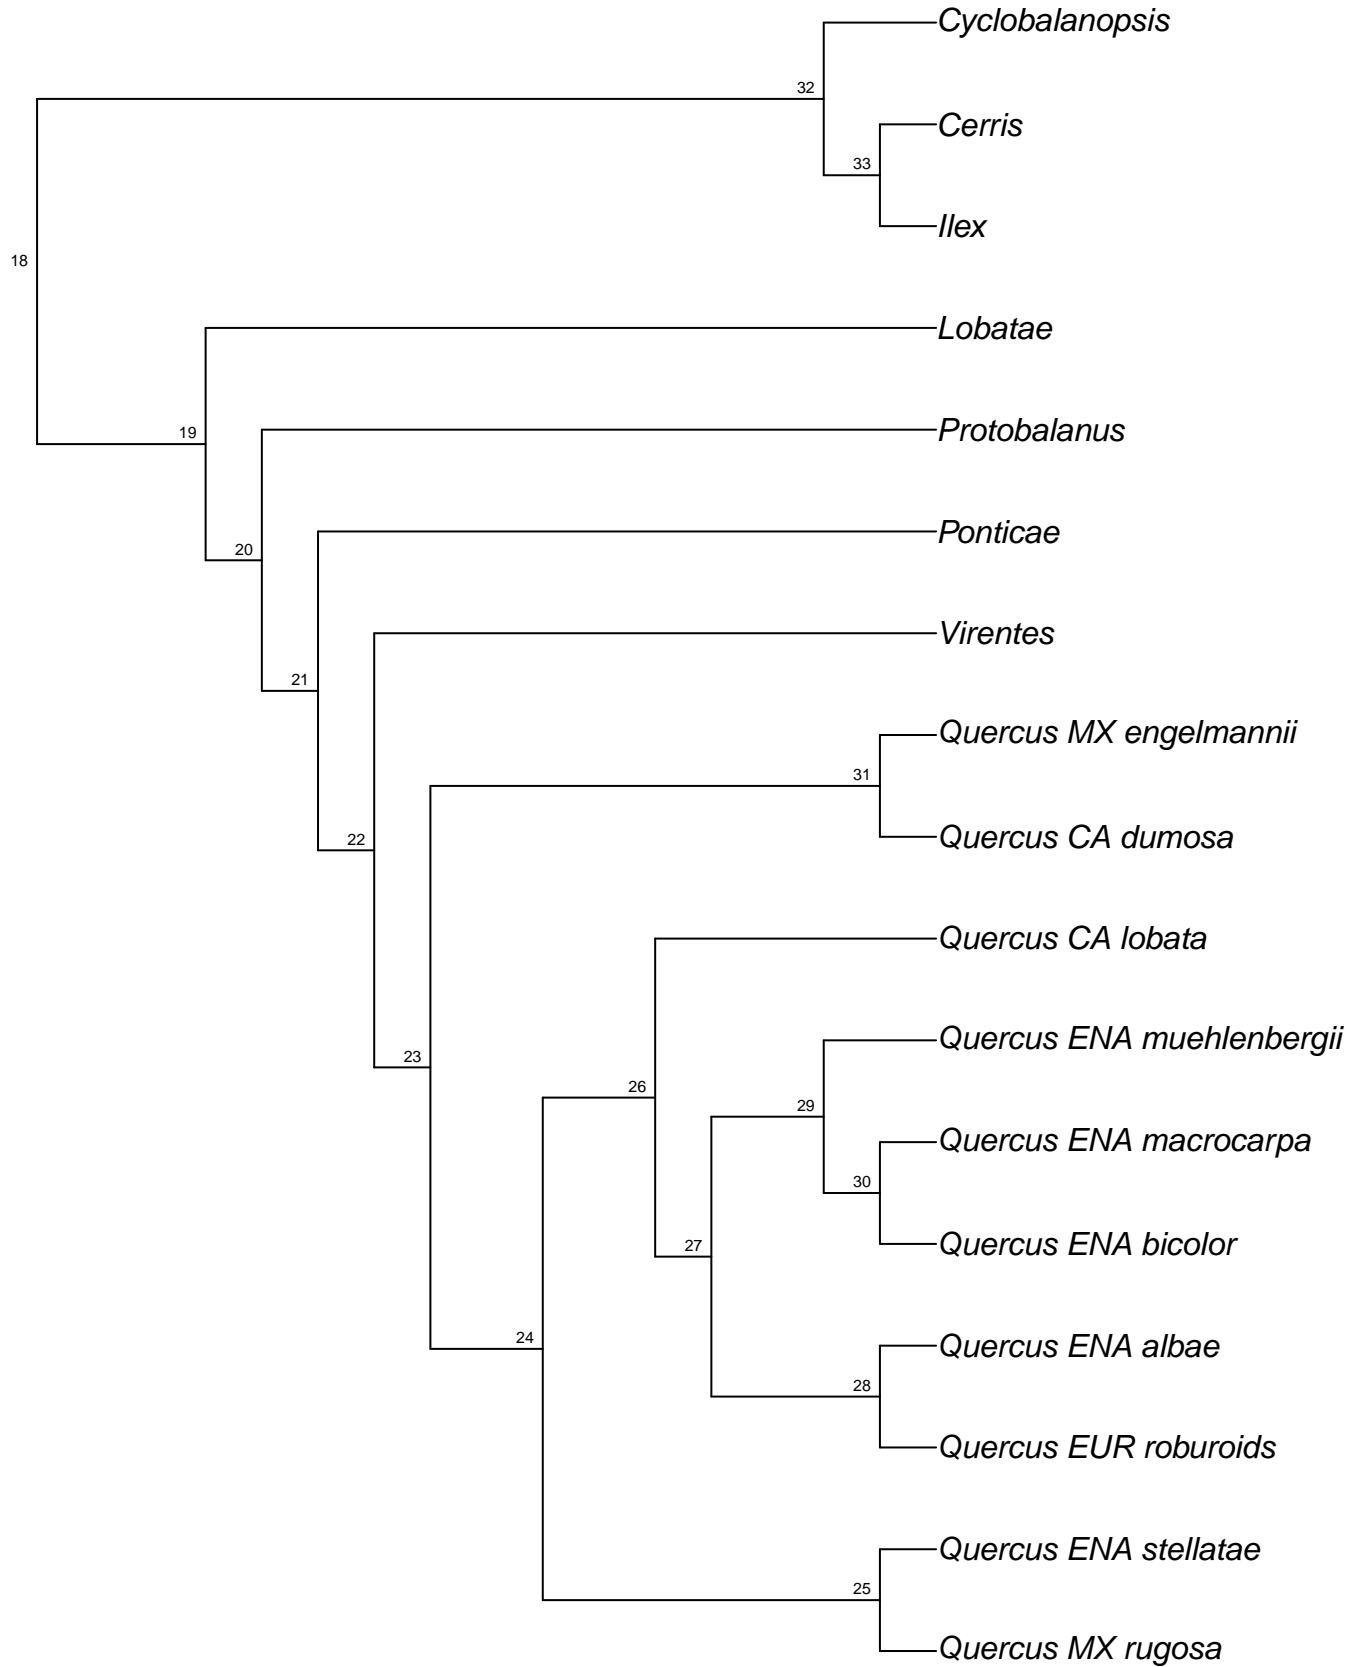 Cyclobalanopsis
32
Cerris
33
Ilex
18
Lobatae
19
Protobalanus
20
Ponticae
21
Virentes
22
Quercus MX engelmannii
31
Quercus CA dumosa
23
Quercus CA lobata
26
Quercus ENA muehlenbergii
29
Quercus ENA macrocarpa
30
Quercus ENA bicolor
27
24
Quercus ENA albae
28
Quercus EUR roburoids
Quercus ENA stellatae
25
Quercus MX rugosa